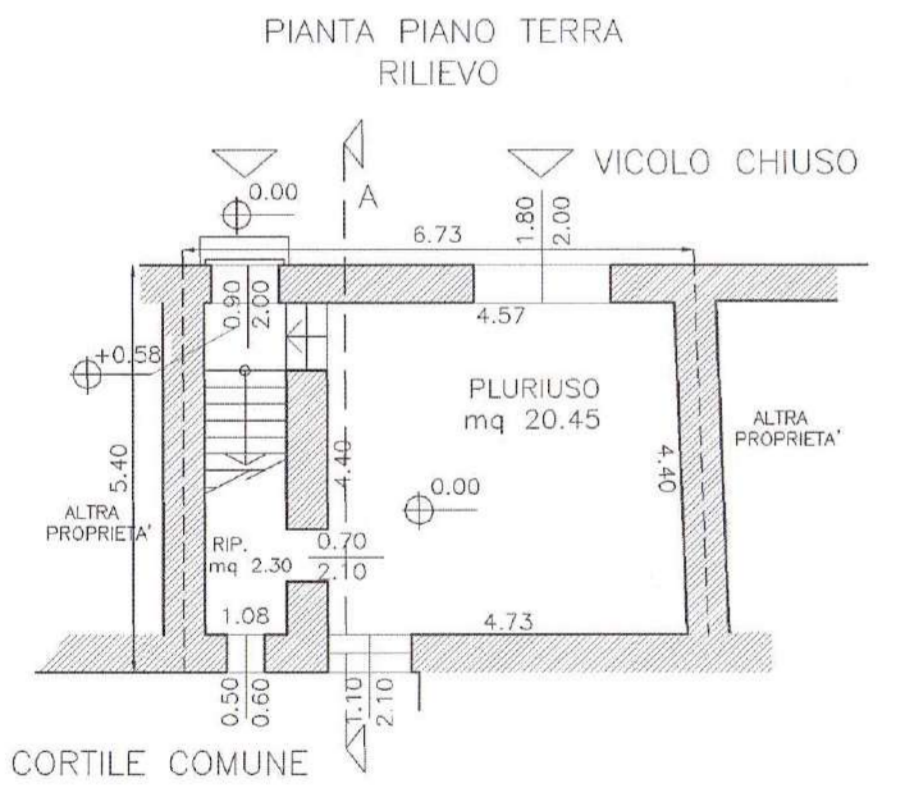 PIANTA PIANO TERRA
RILIEVO
VICOLO CHIUSO
0.00
A
1.80
2.00
6.73
0.90
2.00
4.57
+0.58
PLURIUSO
mq 20.45
ALTRA
PROPRIETA'
5.40
4.40
4.40
0.00
ALTRA
PROPRIETA'
RIP.
mq 2.30
0.70
2.10
1.08
4.73
0.50
0.60
1.10
2.10
CORTILE COMUNE